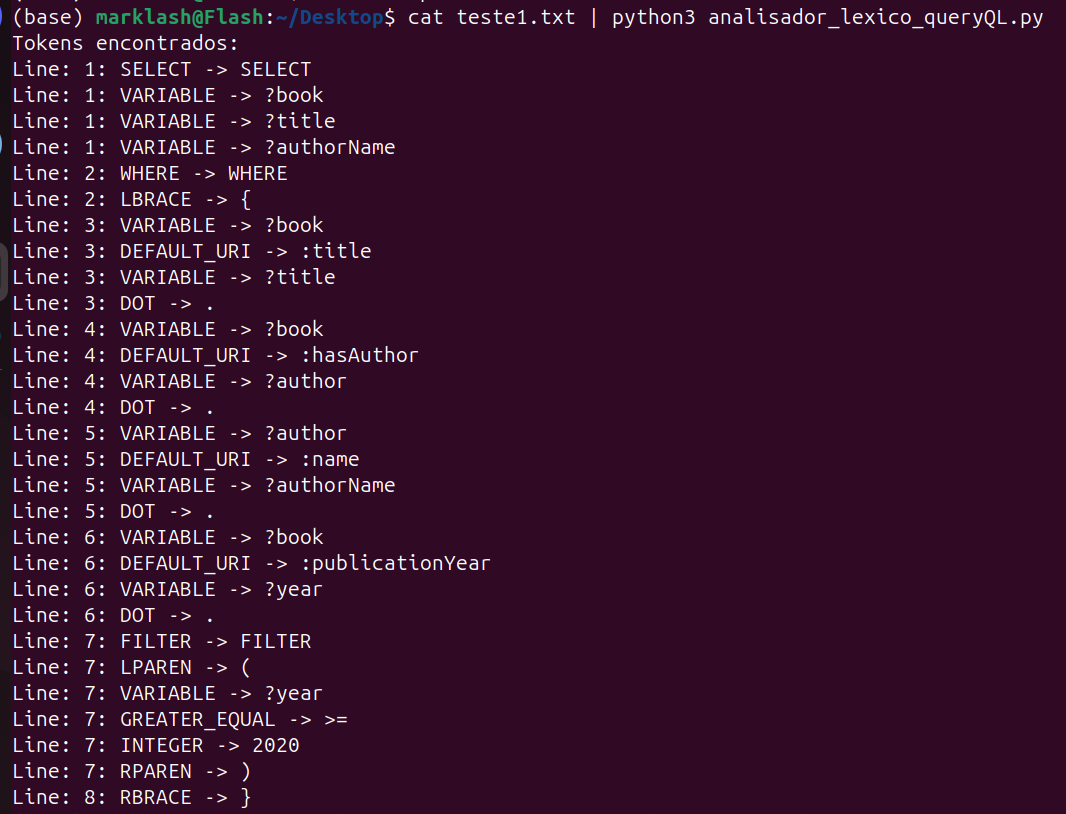 (base) marklash@Flash:~/Desktop$ cat teste1.txt | python3 analisador_lexico_queryQL.py
Tokens encontrados:
Line: 1: SELECT -> SELECT
Line: 1: VARIABLE -> ?book
Line: 1: VARIABLE -> ?title
Line: 1: VARIABLE -> ?authorName
Line: 2: WHERE -> WHERE
Line: 2: LBRACE -> {
Line: 3: VARIABLE -> ?book
Line: 3: DEFAULT_URI -> :title
Line: 3: VARIABLE -> ?title
Line: 3: DOT -> .
Line: 4: VARIABLE -> ?book
Line: 4: DEFAULT_URI -> :hasAuthor
Line: 4: VARIABLE -> ?author
Line: 4: DOT -> .
Line: 5: VARIABLE -> ?author
Line: 5: DEFAULT_URI -> :name
Line: 5: VARIABLE -> ?authorName
Line: 5: DOT -> .
Line: 6: VARIABLE -> ?book
Line: 6: DEFAULT_URI -> :publicationYear
Line: 6: VARIABLE -> ?year
Line: 6: DOT -> .
Line: 7: FILTER -> FILTER
Line: 7: LPAREN -> (
Line: 7: VARIABLE -> ?year
Line: 7: GREATER_EQUAL -> >=
Line: 7: INTEGER -> 2020
Line: 7: RPAREN -> )
Line: 8: RBRACE -> }